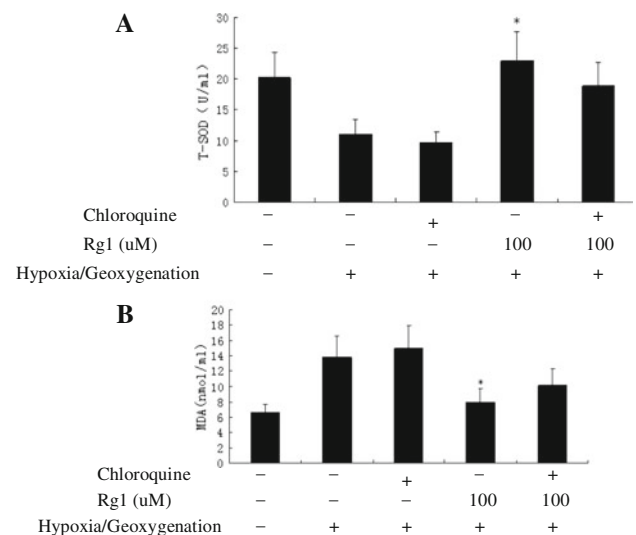 A
T-SOD (U/ml)
30
25
20
15
10
5
0
*
Chloroquine – – + – +
Rg1 (uM) – – – 100 100
Hypoxia/Geoxygenation – + + + +
B
MDA(nmol/ml)
20
18
16
14
12
10
8
6
4
2
0
*
Chloroquine – – + – +
Rg1 (uM) – – – 100 100
Hypoxia/Geoxygenation – + + + +